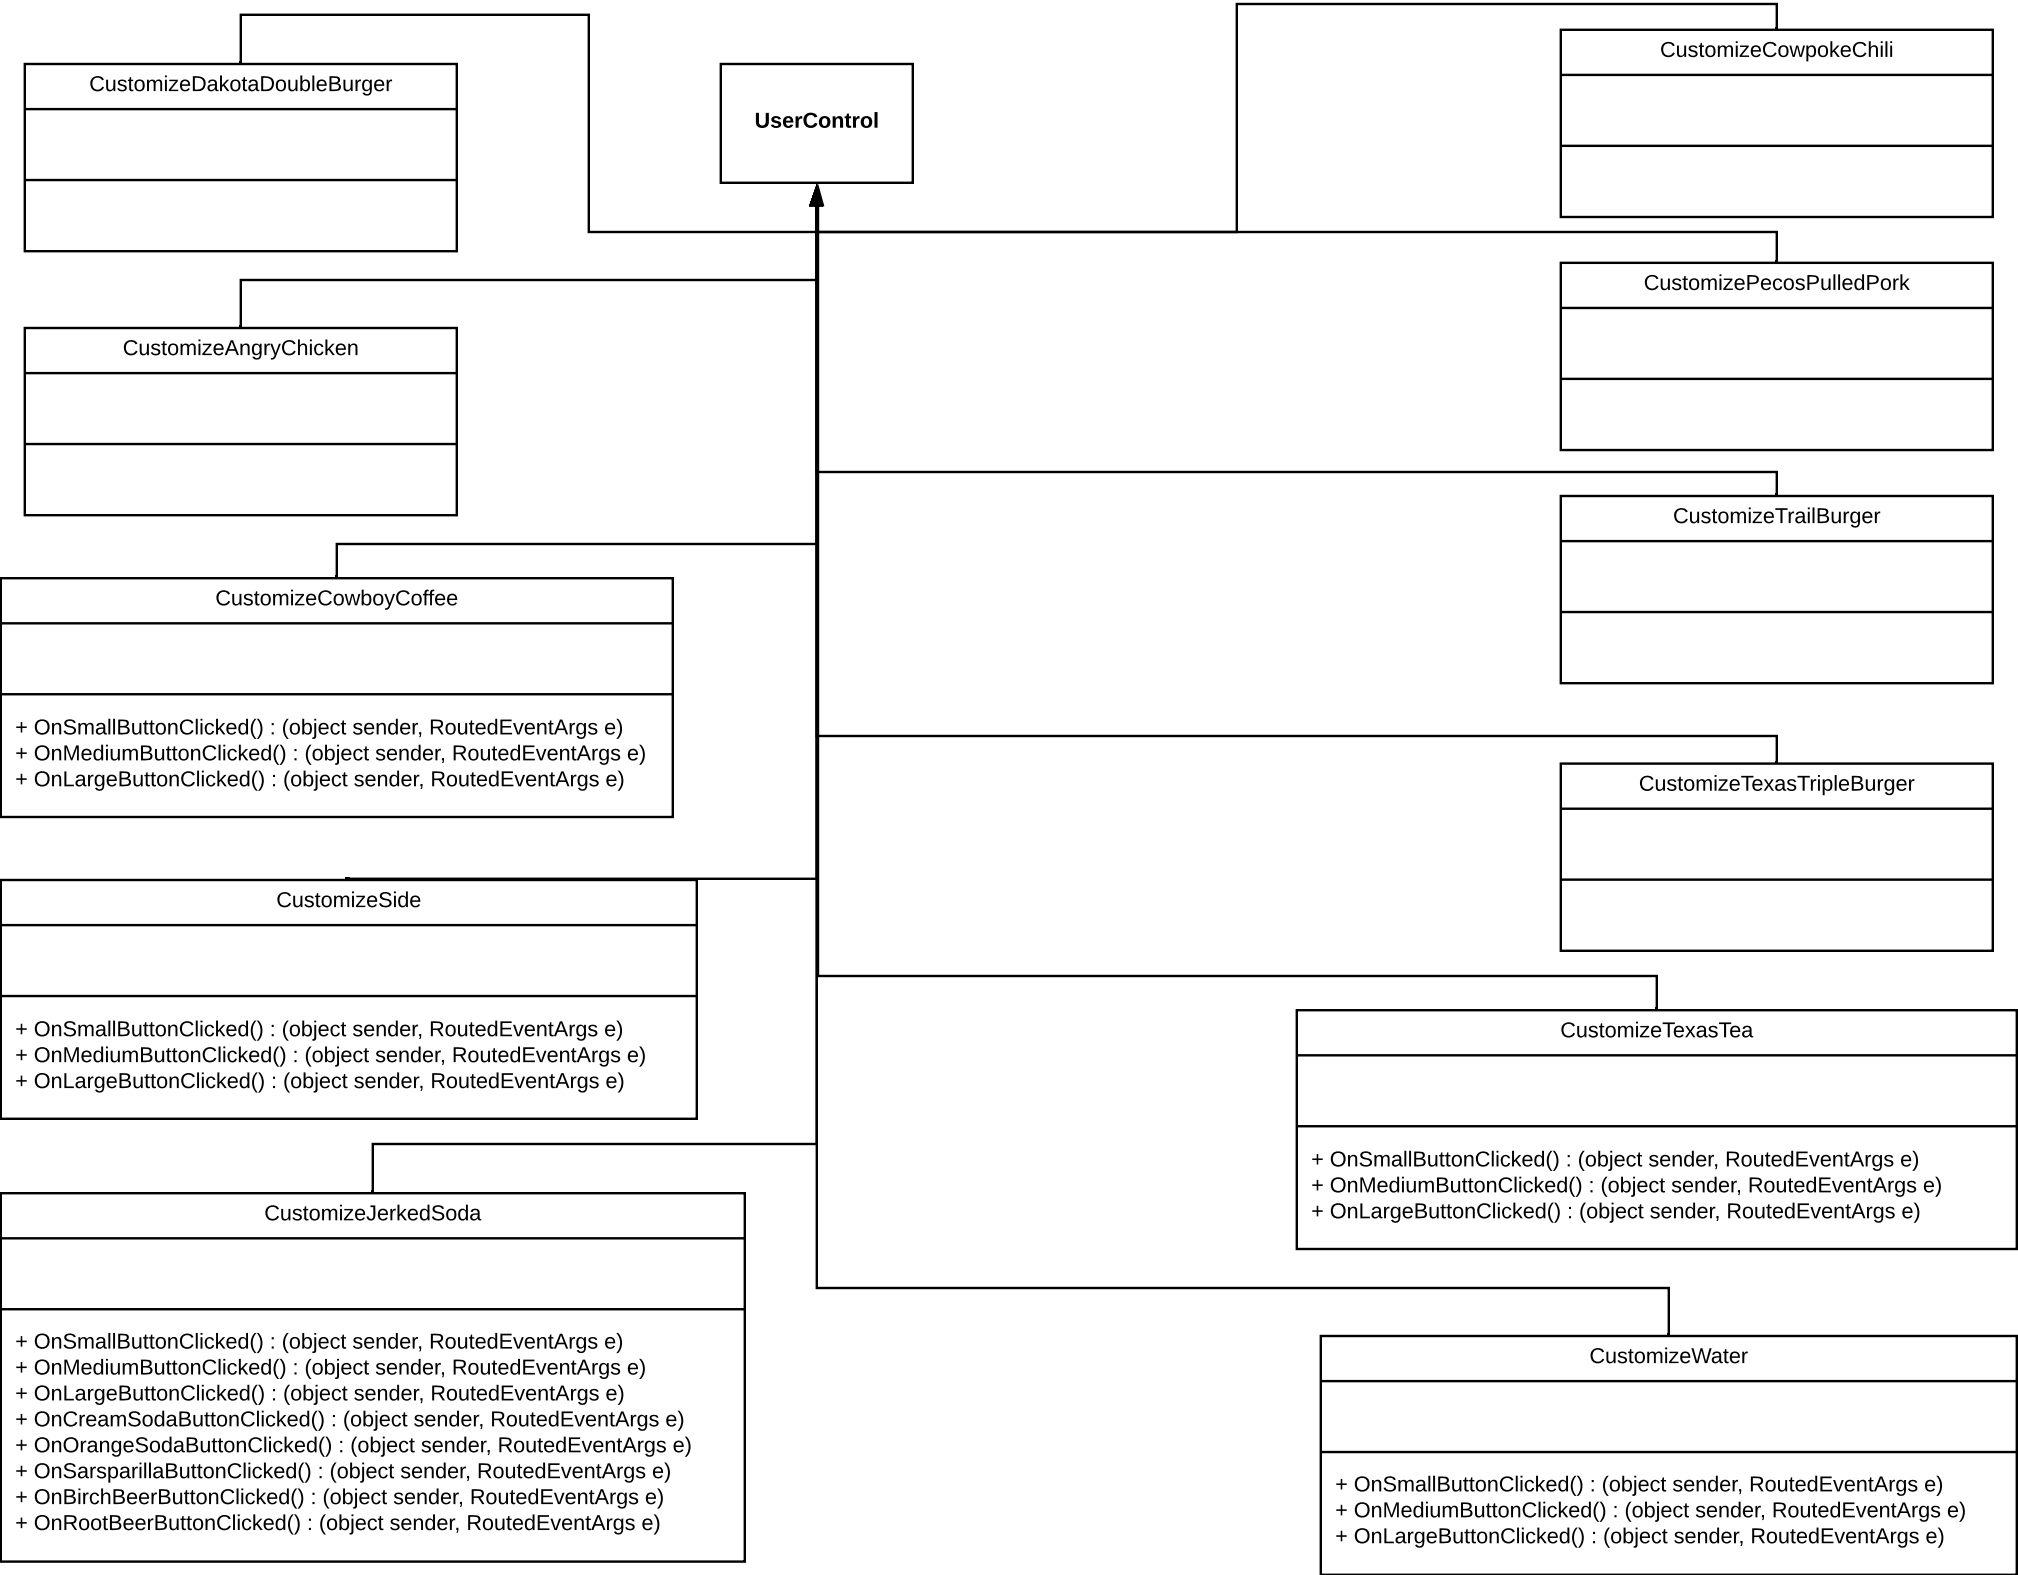 CustomizeDakotaDoubleBurger
UserControl
CustomizeCowpokeChili
CustomizePecosPulledPork
CustomizeAngryChicken
CustomizeTrailBurger
CustomizeCowboyCoffee
+ OnSmallButtonClicked() : (object sender, RoutedEventArgs e)
+ OnMediumButtonClicked() : (object sender, RoutedEventArgs e)
+ OnLargeButtonClicked() : (object sender, RoutedEventArgs e)
CustomizeTexasTripleBurger
CustomizeSide
+ OnSmallButtonClicked() : (object sender, RoutedEventArgs e)
+ OnMediumButtonClicked() : (object sender, RoutedEventArgs e)
+ OnLargeButtonClicked() : (object sender, RoutedEventArgs e)
CustomizeTexasTea
+ OnSmallButtonClicked() : (object sender, RoutedEventArgs e)
+ OnMediumButtonClicked() : (object sender, RoutedEventArgs e)
+ OnLargeButtonClicked() : (object sender, RoutedEventArgs e)
CustomizeJerkedSoda
+ OnSmallButtonClicked() : (object sender, RoutedEventArgs e)
+ OnMediumButtonClicked() : (object sender, RoutedEventArgs e)
+ OnLargeButtonClicked() : (object sender, RoutedEventArgs e)
+ OnCreamSodaButtonClicked() : (object sender, RoutedEventArgs e)
+ OnOrangeSodaButtonClicked() : (object sender, RoutedEventArgs e)
+ OnSarsparillaButtonClicked() : (object sender, RoutedEventArgs e)
+ OnBirchBeerButtonClicked() : (object sender, RoutedEventArgs e)
+ OnRootBeerButtonClicked() : (object sender, RoutedEventArgs e)
CustomizeWater
+ OnSmallButtonClicked() : (object sender, RoutedEventArgs e)
+ OnMediumButtonClicked() : (object sender, RoutedEventArgs e)
+ OnLargeButtonClicked() : (object sender, RoutedEventArgs e)